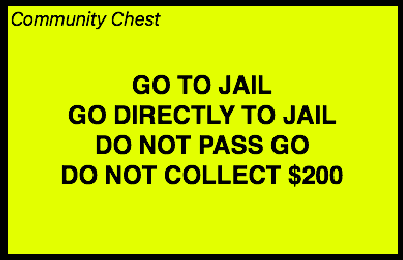 Community Chest
GO TO JAIL
GO DIRECTLY TO JAIL
DO NOT PASS GO
DO NOT COLLECT $200